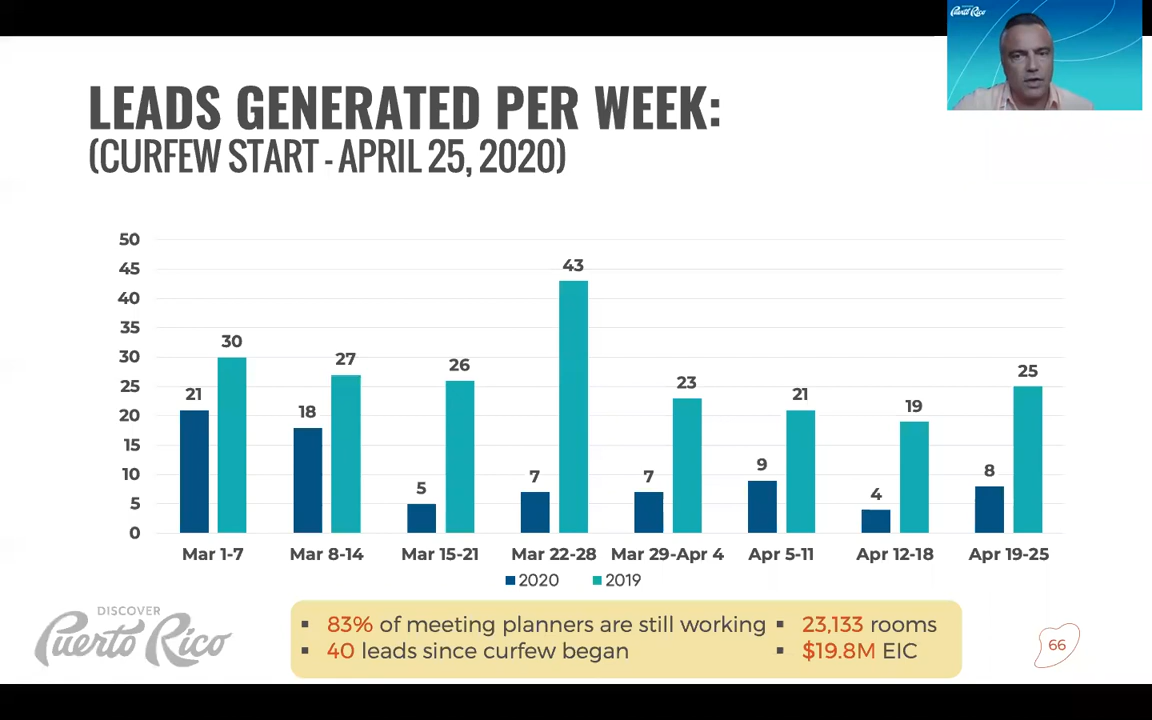 Puerto Rico
LEADS GENERATED PER WEEK:
(CURFEW START - APRIL 25, 2020)
50
45
40
35
30
25
20
15
10
5
0
21
30
18
27
5
26
7
43
7
23
9
21
4
19
8
25
Mar 1-7
Mar 8-14
Mar 15-21
Mar 22-28
Mar 29-Apr 4
Apr 5-11
Apr 12-18
Apr 19-25
2020
2019
DISCOVER
Puerto Rico
▪ 83% of meeting planners are still working
▪ 40 leads since curfew began
▪ 23,133 rooms
▪ $19.8M EIC
66